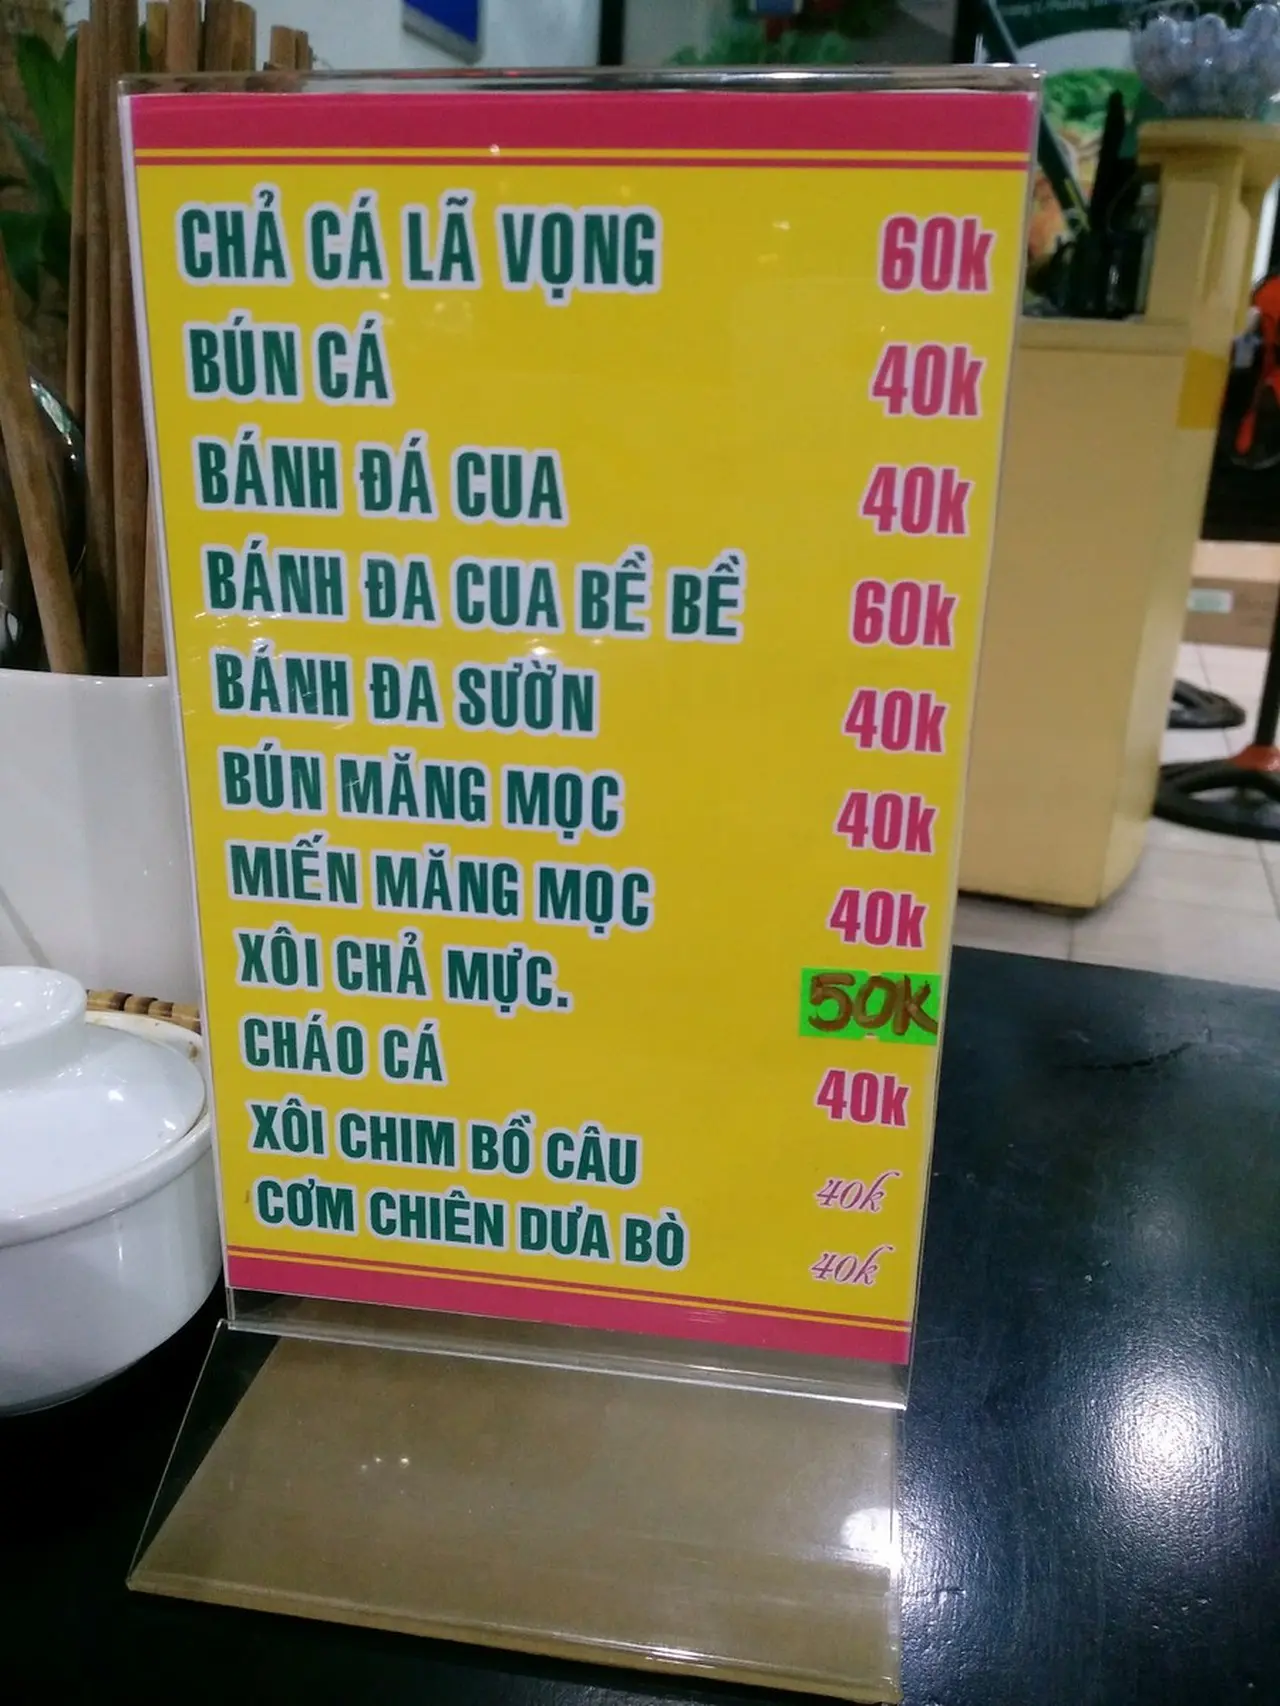 CHẢ CÁ LÃ VỌNG 60k
BÚN CÁ 40k
BÁNH ĐÁ CUA 40k
BÁNH ĐA CUA BỀ BỀ 60k
BÁNH ĐA SƯỜN 40k
BÚN MĂNG MỌC 40k
MIẾN MĂNG MỌC 40k
XÔI CHẢ MỰC. 50K
CHÁO CÁ 40k
XÔI CHIM BỒ CÂU 40k
CƠM CHIÊN DƯA BÒ 40k